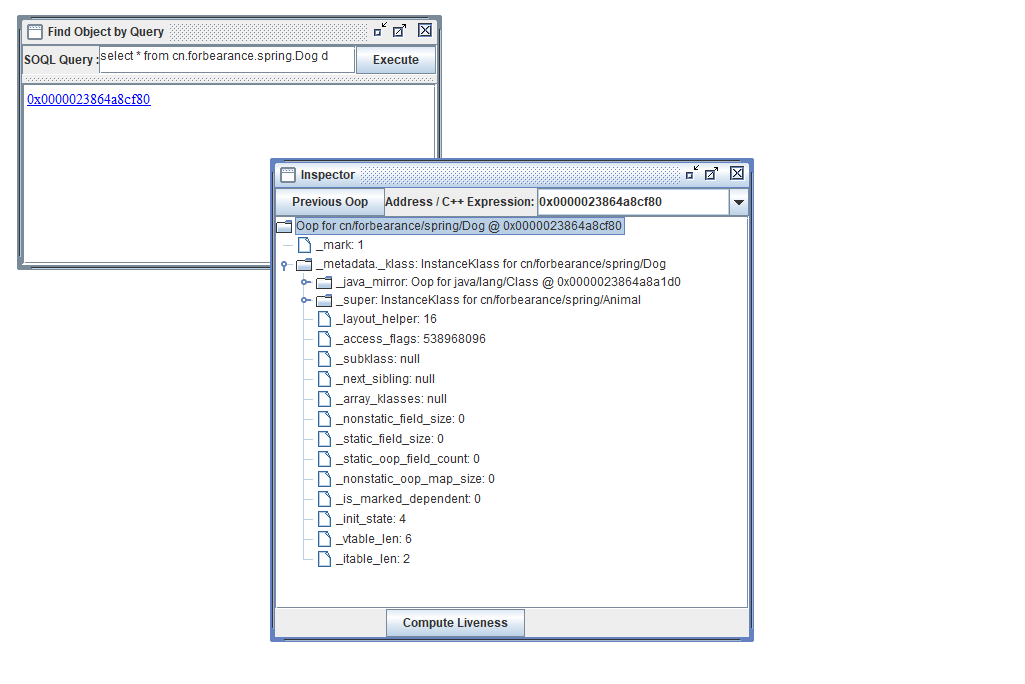 Find Object by Query
SOQL Query : select * from cn.forbearance.spring.Dog d Execute
0x0000023864a8cf80
Inspector
Previous Oop Address / C++ Expression: 0x0000023864a8cf80
Oop for cn/forbearance/spring/Dog @ 0x0000023864a8cf80
_mark: 1
_metadata._klass: InstanceKlass for cn/forbearance/spring/Dog
_java_mirror: Oop for java/lang/Class @ 0x0000023864a8a1d0
_super: InstanceKlass for cn/forbearance/spring/Animal
_layout_helper: 16
_access_flags: 538968096
_subklass: null
_next_sibling: null
_array_klasses: null
_nonstatic_field_size: 0
_static_field_size: 0
_static_oop_field_count: 0
_nonstatic_oop_map_size: 0
_is_marked_dependent: 0
_init_state: 4
_vtable_len: 6
_itable_len: 2
Compute Liveness